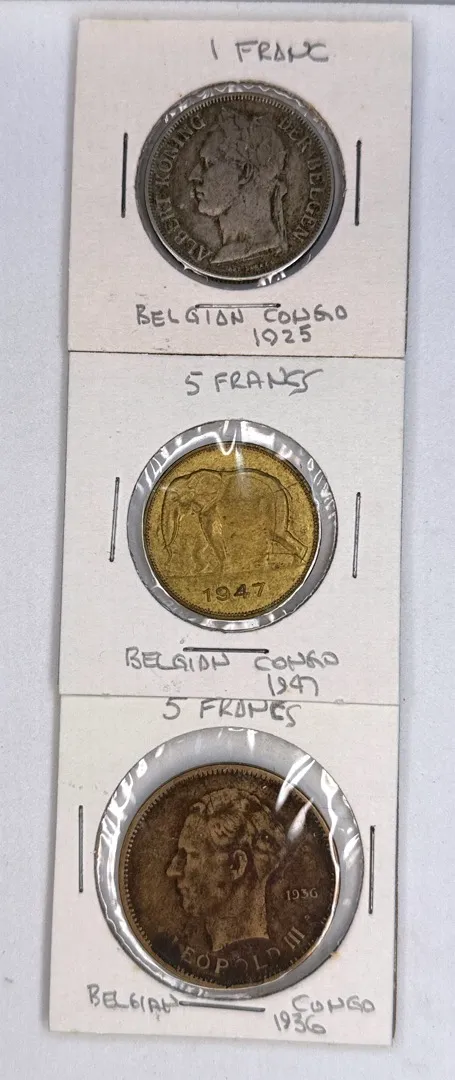 1 FRANC
ALBERT KONING DER BELGEN
BELGIAN CONGO
1925
5 FRANCS
1947
BELGIAN CONGO
1947
5 FRANCS
1936
LEOPOLD III
BELGIAN CONGO
1936